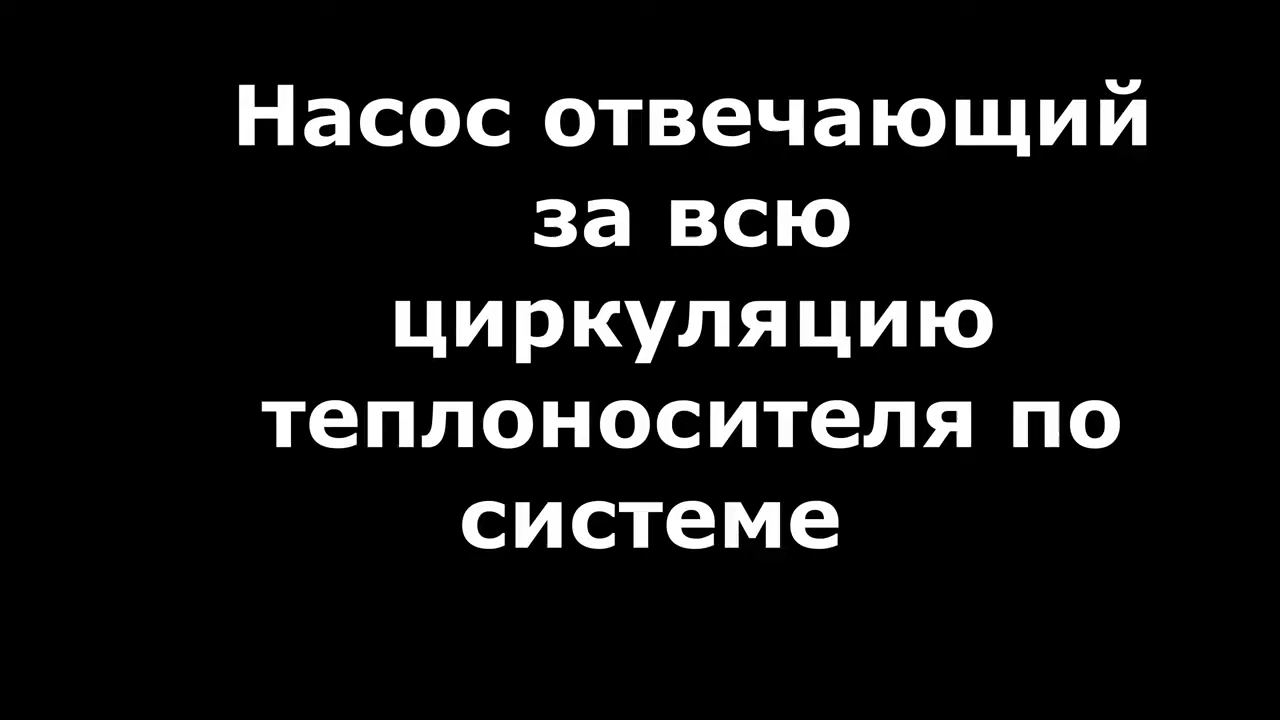 Насос отвечающий
за всю
циркуляцию
теплоносителя по
системе